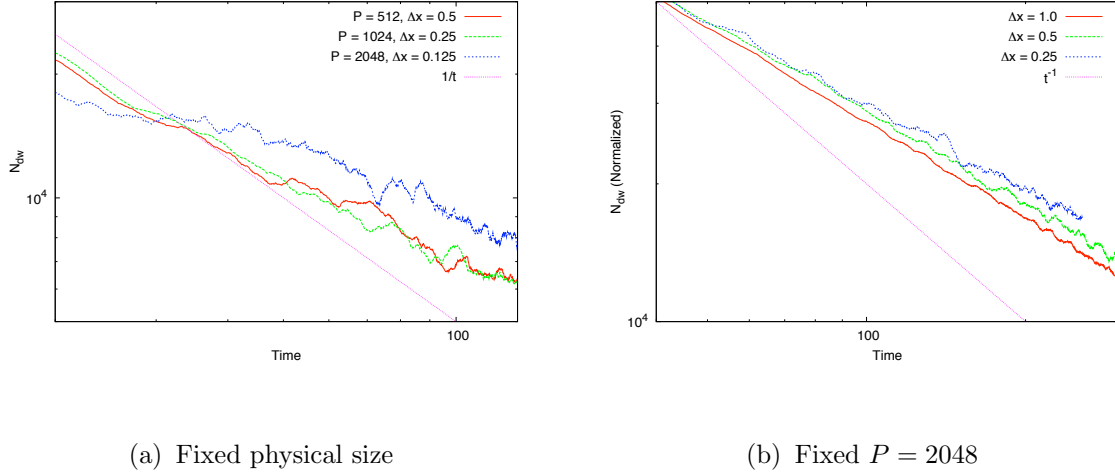 P = 512, Δx = 0.5
P = 1024, Δx = 0.25
P = 2048, Δx = 0.125
1/t
N_dw
10^4
100
Time
(a) Fixed physical size
Δx = 1.0
Δx = 0.5
Δx = 0.25
t^-1
N_dw (Normalized)
10^4
100
Time
(b) Fixed P = 2048